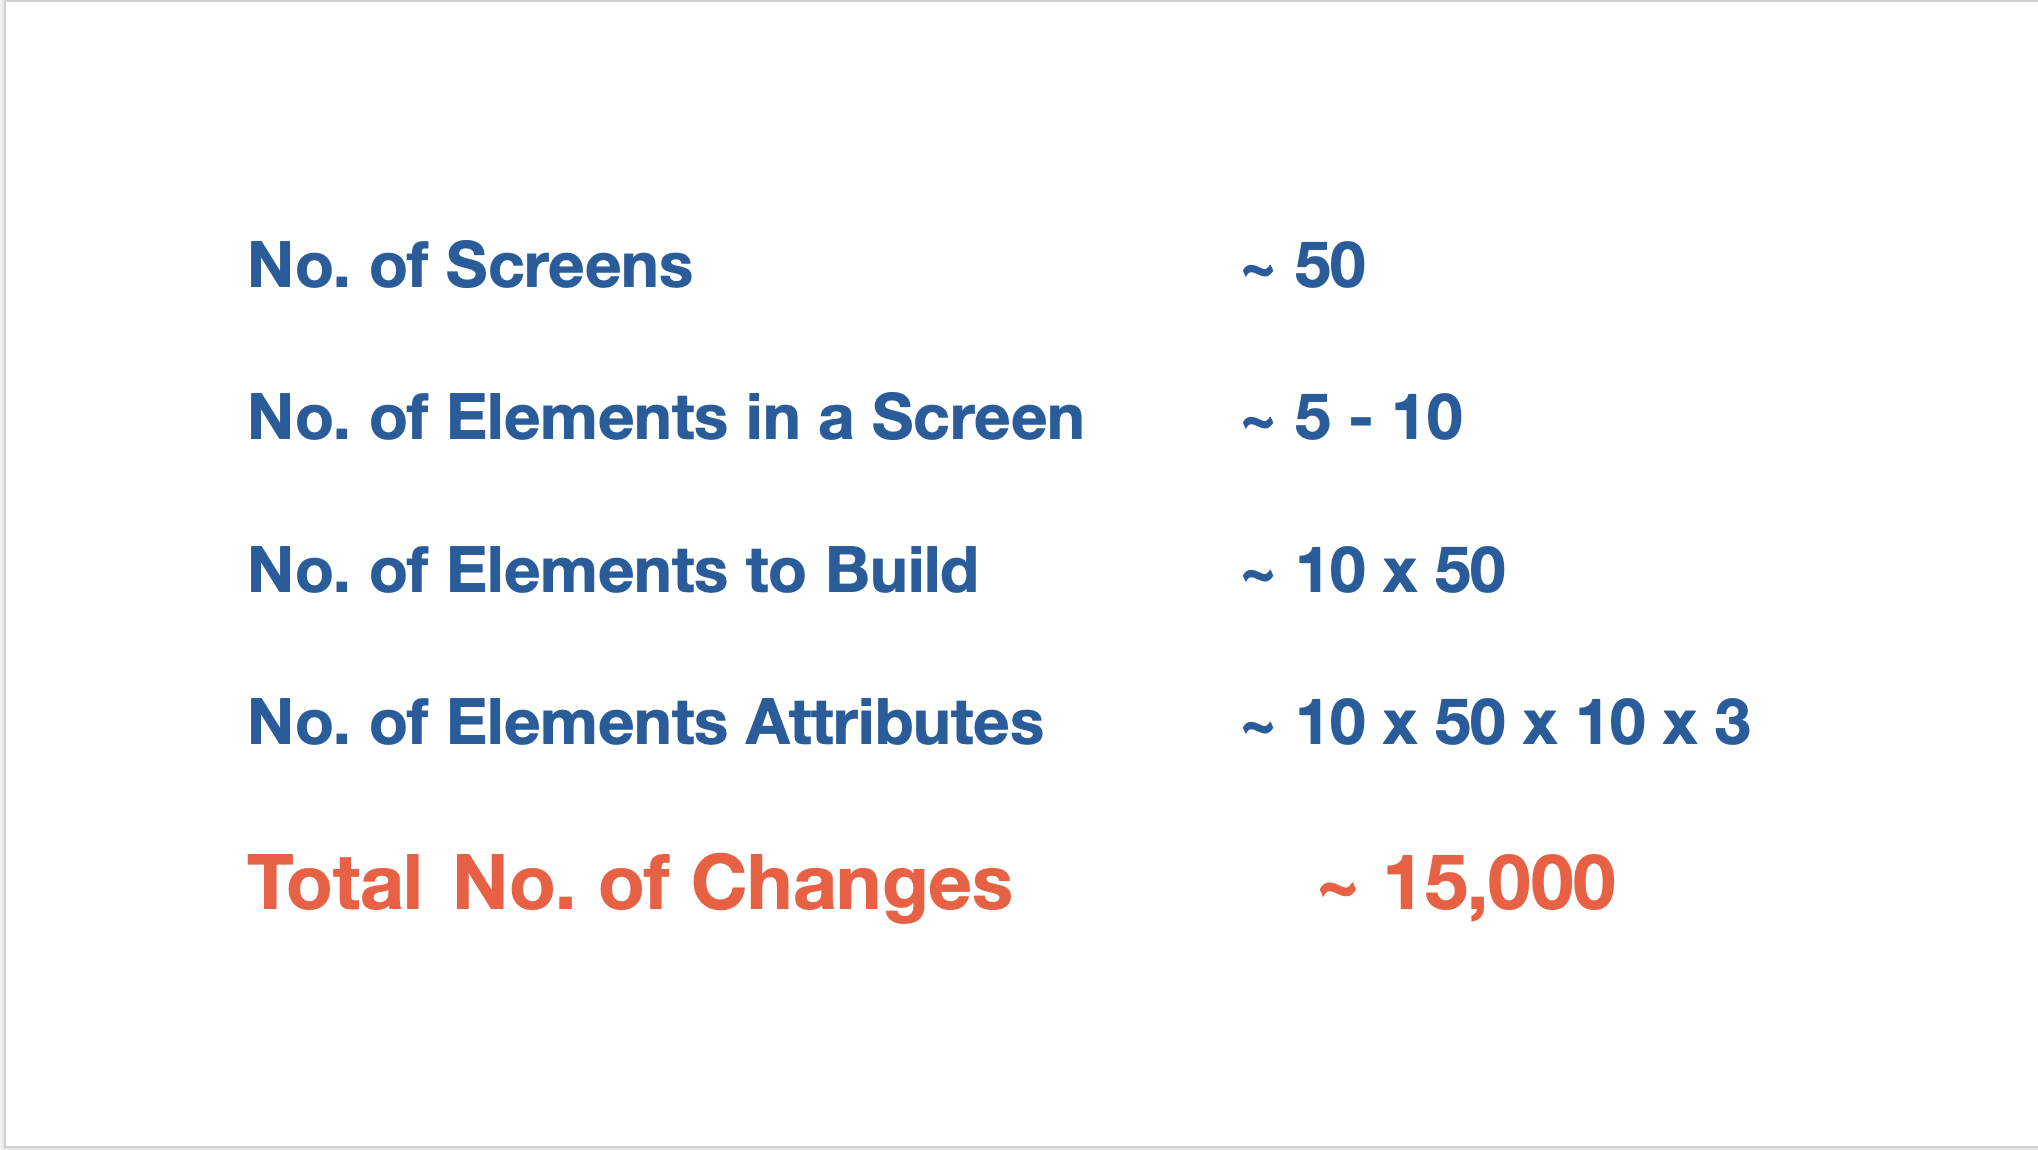 No. of Screens ~ 50
No. of Elements in a Screen ~ 5 - 10
No. of Elements to Build ~ 10 x 50
No. of Elements Attributes ~ 10 x 50 x 10 x 3
Total No. of Changes ~ 15,000